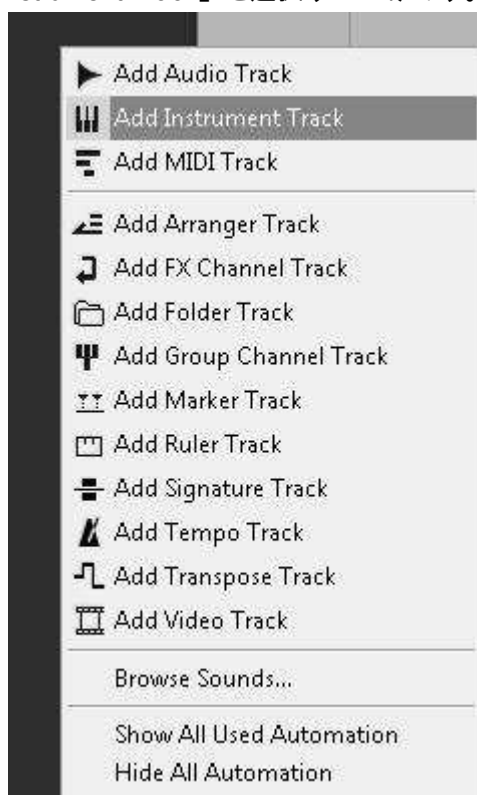 Add Audio Track
Add Instrument Track
Add MIDI Track
Add Arranger Track
Add FX Channel Track
Add Folder Track
Add Group Channel Track
Add Marker Track
Add Ruler Track
Add Signature Track
Add Tempo Track
Add Transpose Track
Add Video Track
Browse Sounds...
Show All Used Automation
Hide All Automation